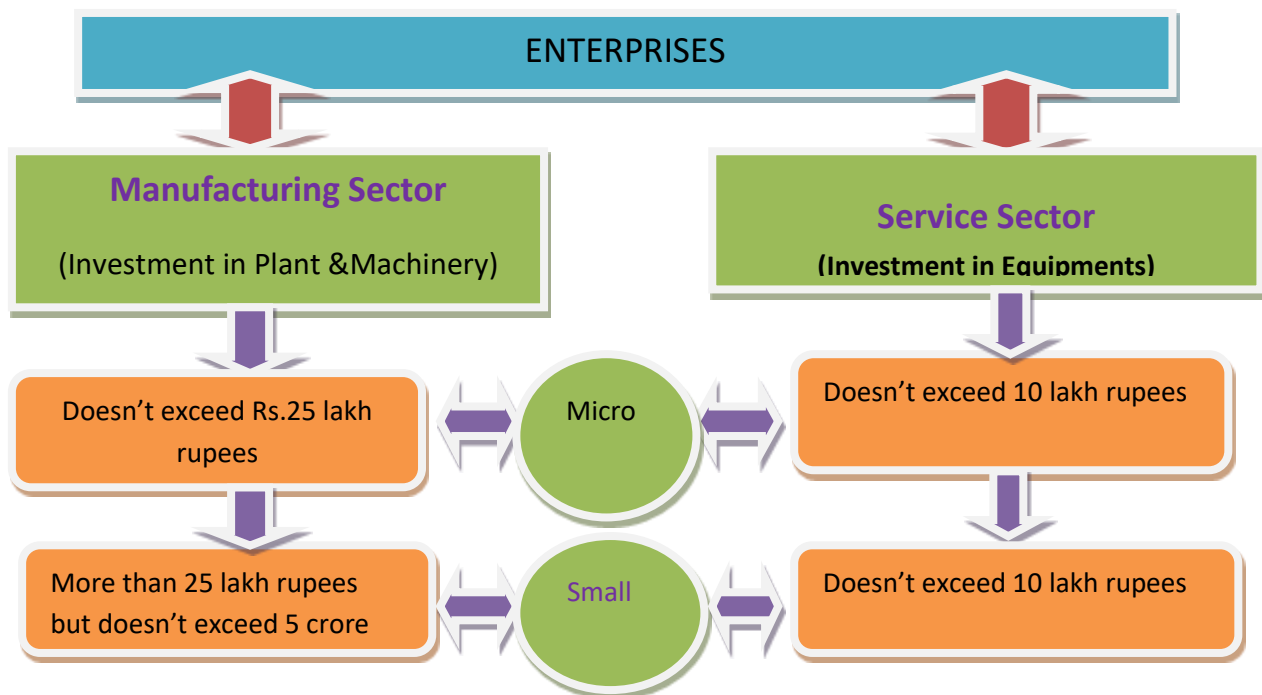 ENTERPRISES
Manufacturing Sector
(Investment in Plant &Machinery)
Service Sector
(Investment in Equipments)
Doesn’t exceed Rs.25 lakh
rupees
Micro
Doesn’t exceed 10 lakh rupees
More than 25 lakh rupees
but doesn’t exceed 5 crore
Small
Doesn’t exceed 10 lakh rupees